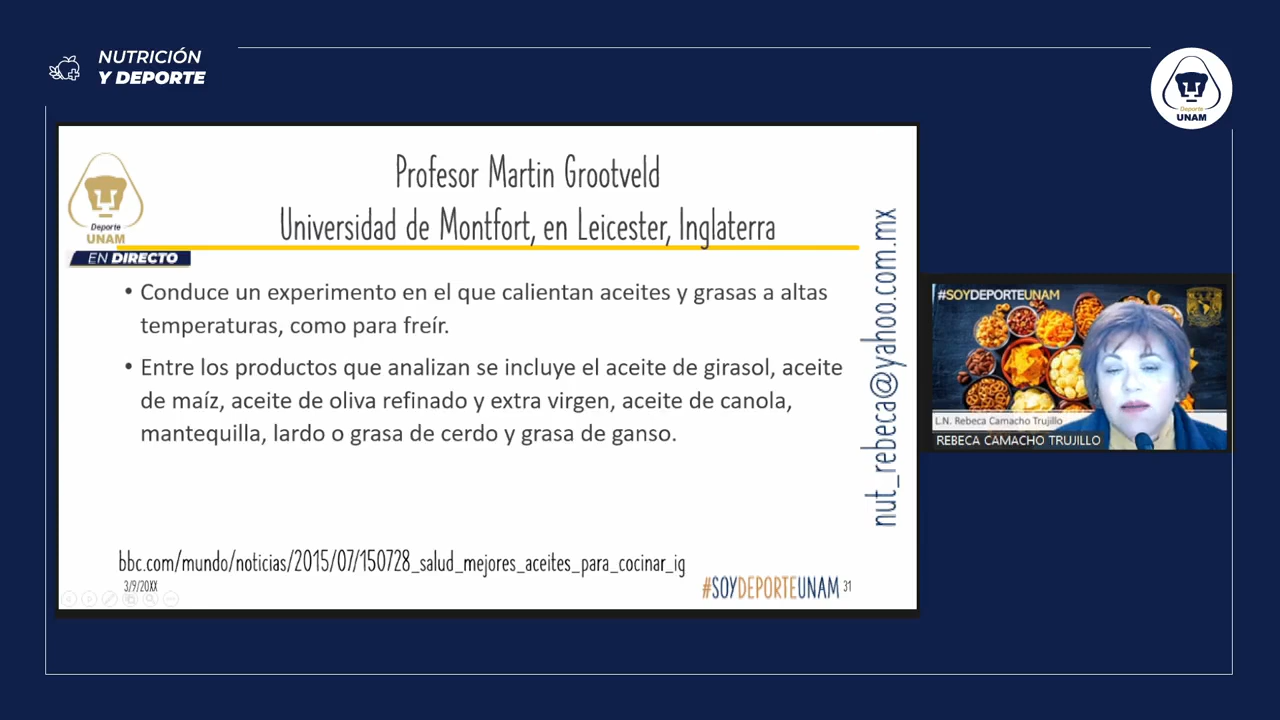 NUTRICIÓN
Y DEPORTE
Deporte
UNAM
Profesor Martin Grootveld
Universidad de Montfort, en Leicester, Inglaterra
Deporte
UNAM
EN DIRECTO
• Conduce un experimento en el que calientan aceites y grasas a altas
temperaturas, como para freír.
• Entre los productos que analizan se incluye el aceite de girasol, aceite
de maíz, aceite de oliva refinado y extra virgen, aceite de canola,
mantequilla, lardo o grasa de cerdo y grasa de ganso.
nut_rebeca@yahoo.com.mx
bbc.com/mundo/noticias/2015/07/150728_salud_mejores_aceites_para_cocinar_ig
3/9/20XX
#SOYDEPORTEUNAM 31
#SOYDEPORTEUNAM
L.N. Rebeca Camacho Trujillo
REBECA CAMACHO TRUJILLO